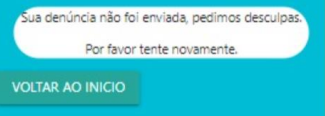 Sua denúncia não foi enviada, pedimos desculpas.
Por favor tente novamente.
VOLTAR AO INICIO